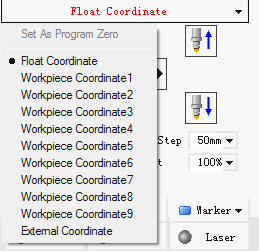 Float Coordinate
Set As Program Zero
Float Coordinate
Workpiece Coordinate1
Workpiece Coordinate2
Workpiece Coordinate3
Workpiece Coordinate4
Workpiece Coordinate5
Workpiece Coordinate6
Workpiece Coordinate7
Workpiece Coordinate8
Workpiece Coordinate9
External Coordinate
Step 50mm
100%
Marker
Laser